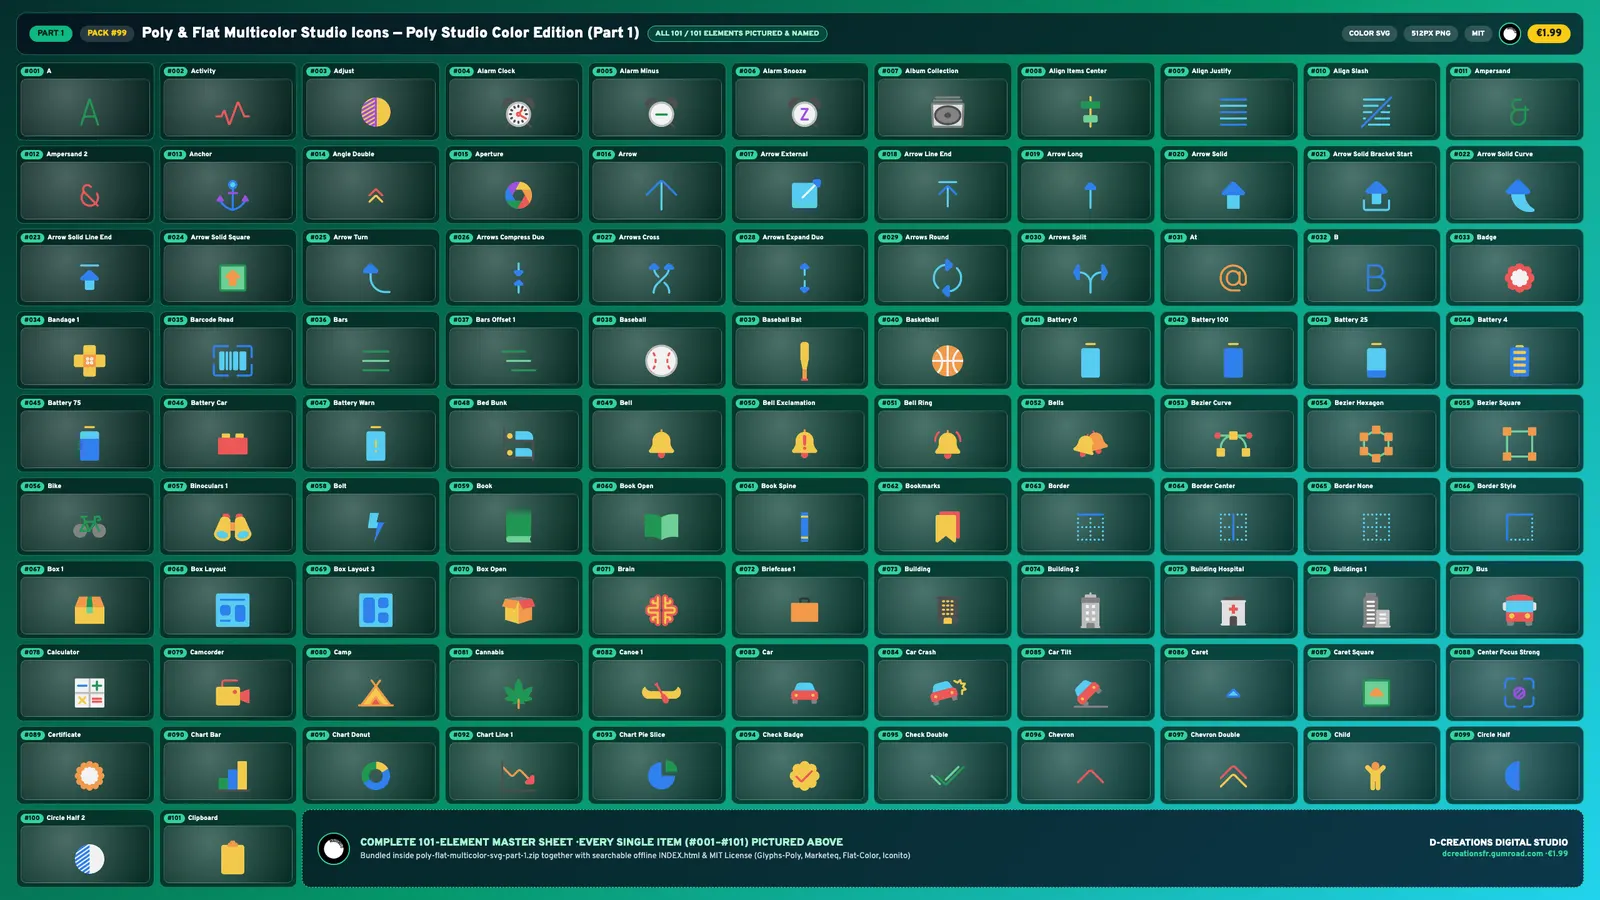 PART 1 PACK #99 Poly & Flat Multicolor Studio Icons – Poly Studio Color Edition (Part 1) ALL 101 / 101 ELEMENTS PICTURED & NAMED COLOR SVG 512PX PNG MIT €1.99
#001 A #002 Activity #003 Adjust #004 Alarm Clock #005 Alarm Minus #006 Alarm Snooze #007 Album Collection #008 Align Items Center #009 Align Justify #010 Align Slash #011 Ampersand
#012 Ampersand 2 #013 Anchor #014 Angle Double #015 Aperture #016 Arrow #017 Arrow External #018 Arrow Line End #019 Arrow Long #020 Arrow Solid #021 Arrow Solid Bracket Start #022 Arrow Solid Curve
#023 Arrow Solid Line End #024 Arrow Solid Square #025 Arrow Turn #026 Arrows Compress Duo #027 Arrows Cross #028 Arrows Expand Duo #029 Arrows Round #030 Arrows Split #031 At #032 B #033 Badge
#034 Bandage 1 #035 Barcode Read #036 Bars #037 Bars Offset 1 #038 Baseball #039 Baseball Bat #040 Basketball #041 Battery 0 #042 Battery 100 #043 Battery 25 #044 Battery 4
#045 Battery 75 #046 Battery Car #047 Battery Warn #048 Bed Bunk #049 Bell #050 Bell Exclamation #051 Bell Ring #052 Bells #053 Bezier Curve #054 Bezier Hexagon #055 Bezier Square
#056 Bike #057 Binoculars 1 #058 Bolt #059 Book #060 Book Open #061 Book Spine #062 Bookmarks #063 Border #064 Border Center #065 Border None #066 Border Style
#067 Box 1 #068 Box Layout #069 Box Layout 3 #070 Box Open #071 Brain #072 Briefcase 1 #073 Building #074 Building 2 #075 Building Hospital #076 Buildings 1 #077 Bus
#078 Calculator #079 Camcorder #080 Camp #081 Cannabis #082 Canoe 1 #083 Car #084 Car Crash #085 Car Tilt #086 Caret #087 Caret Square #088 Center Focus Strong
#089 Certificate #090 Chart Bar #091 Chart Donut #092 Chart Line 1 #093 Chart Pie Slice #094 Check Badge #095 Check Double #096 Chevron #097 Chevron Double #098 Child #099 Circle Half
#100 Circle Half 2 #101 Clipboard
COMPLETE 101-ELEMENT MASTER SHEET · EVERY SINGLE ITEM (#001–#101) PICTURED ABOVE
Bundled inside poly-flat-multicolor-svg-part-1.zip together with searchable offline INDEX.html & MIT License (Glyphs-Poly, Marketeq, Flat-Color, Iconito)
D-CREATIONS DIGITAL STUDIO
dcreationsfr.gumroad.com · €1.99